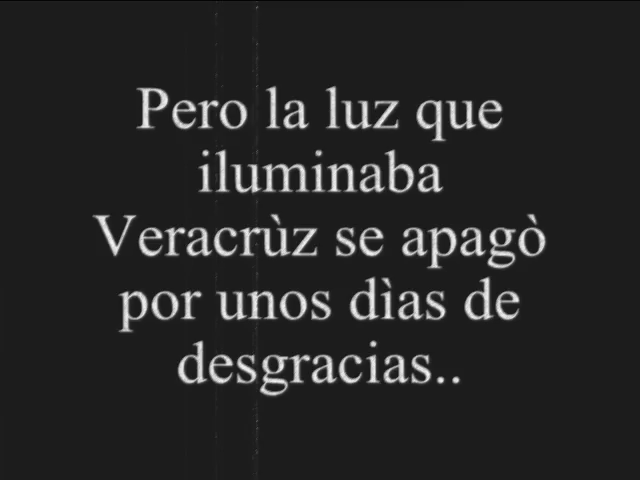 Pero la luz que
iluminaba
Veracrùz se apagò
por unos dìas de
desgracias..